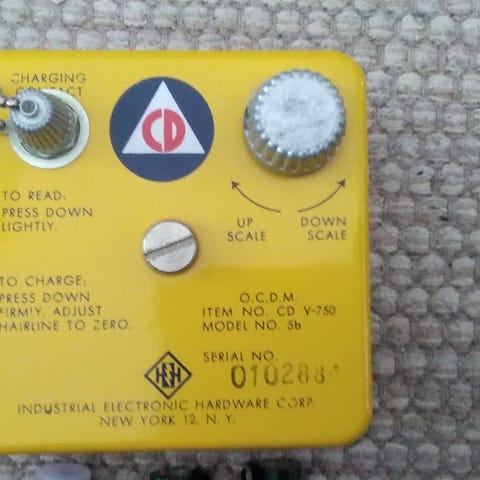 CHARGING
CONTACT
CD
TO READ:
PRESS DOWN
LIGHTLY.
UP
SCALE
DOWN
SCALE
TO CHARGE:
PRESS DOWN
FIRMLY. ADJUST
HAIRLINE TO ZERO.
O.C.D.M.
ITEM NO. CD V-750
MODEL NO. 5b
SERIAL NO.
HEH
INDUSTRIAL ELECTRONIC HARDWARE CORP.
NEW YORK 12, N.Y.